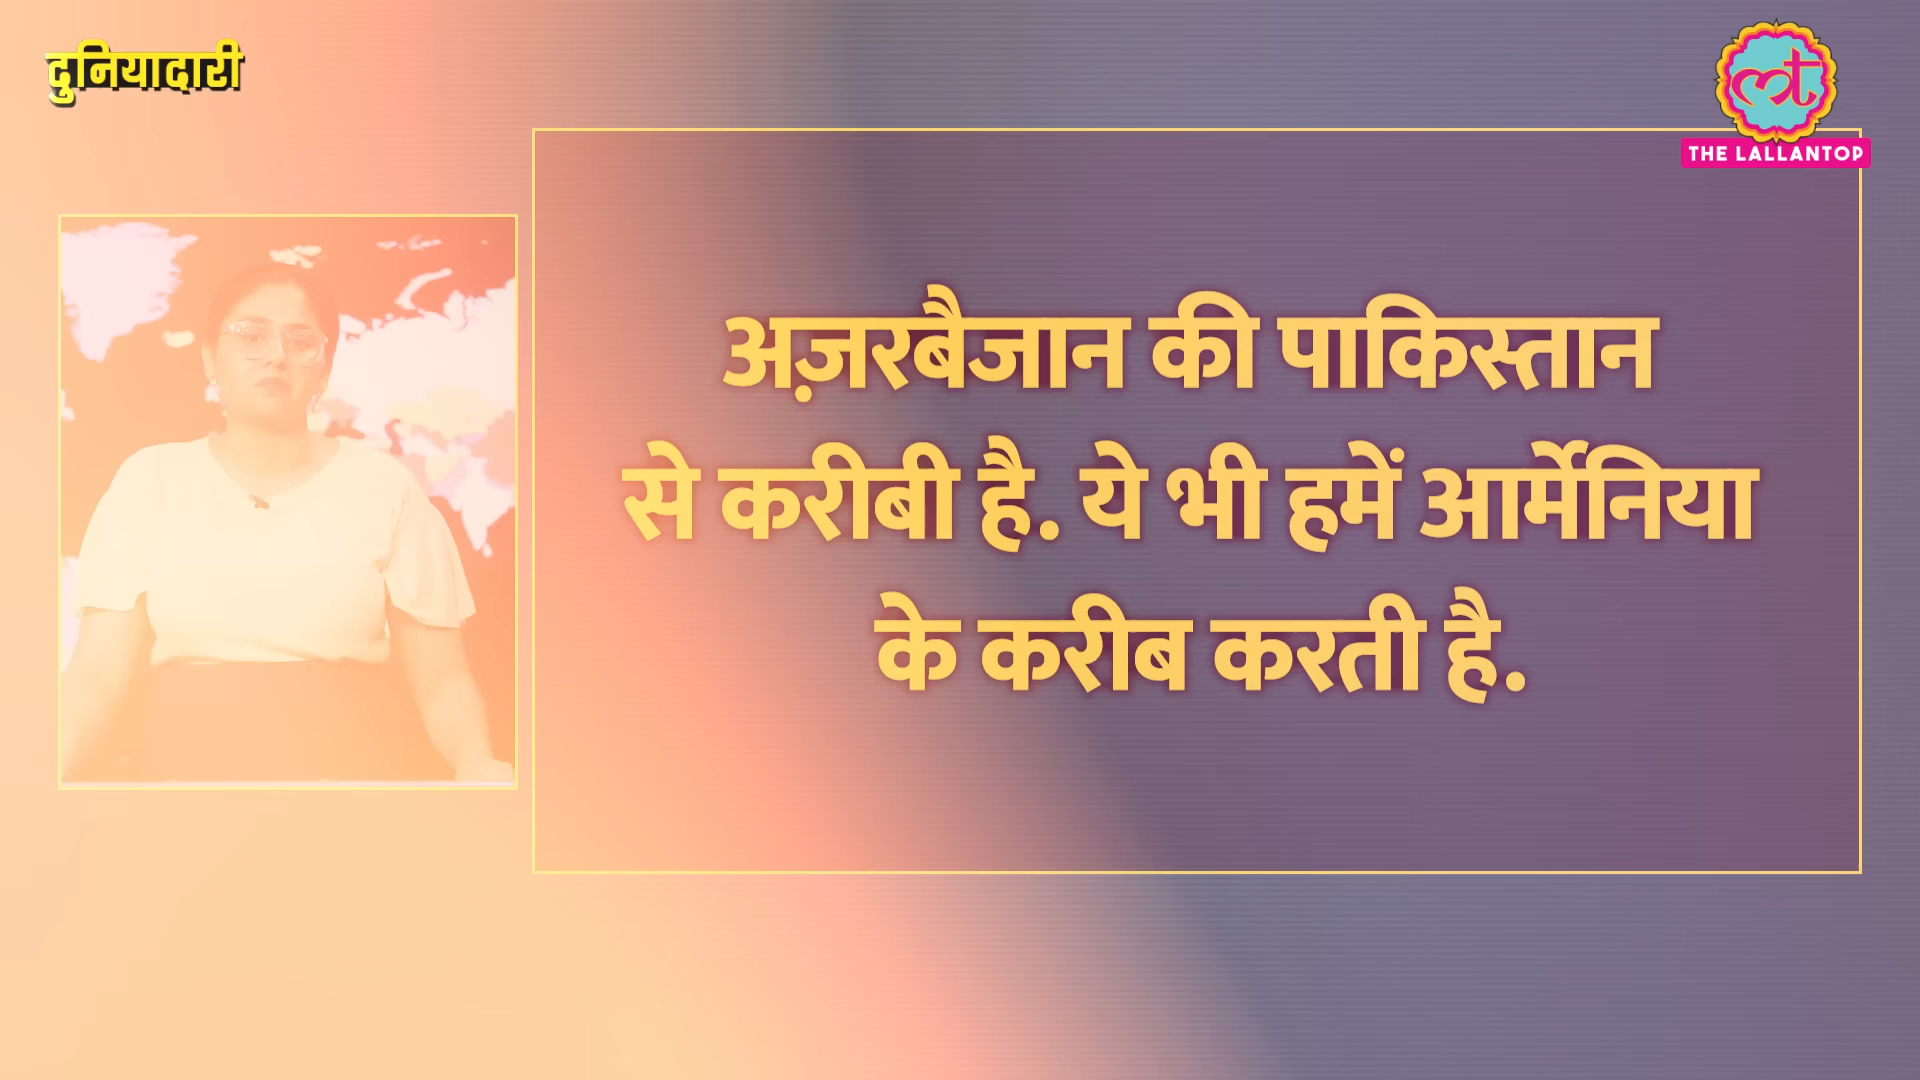 दुनियादारी
THE LALLANTOP
अज़रबैजान की पाकिस्तान
से करीबी है. ये भी हमें आर्मेनिया
के करीब करती है.